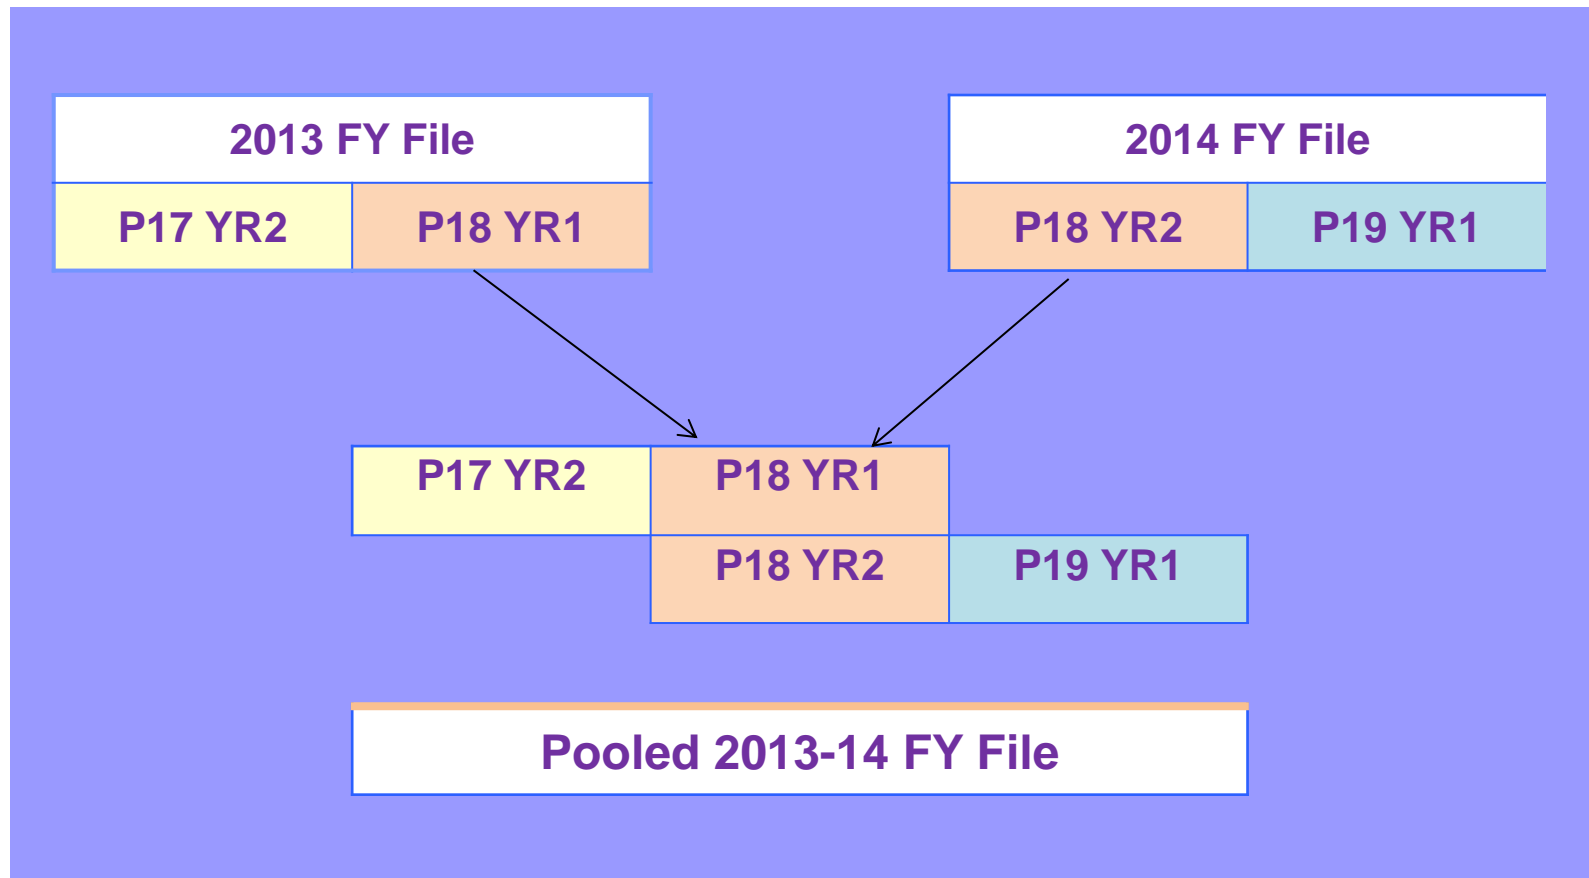 2013 FY File
2014 FY File
P17 YR2 P18 YR1
P18 YR2 P19 YR1
P17 YR2 P18 YR1
P18 YR2 P19 YR1
Pooled 2013-14 FY File